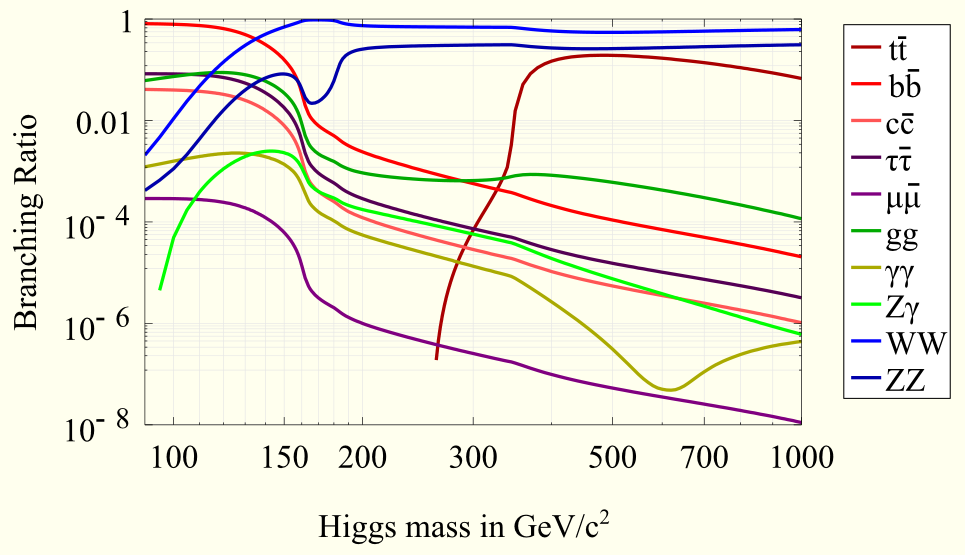 1
0.01
10⁻⁴
10⁻⁶
10⁻⁸
Branching Ratio
100 150 200 300 500 700 1000
Higgs mass in GeV/c²
tt̄
bb̄
cc̄
ττ̄
μμ̄
gg
γγ
Zγ
WW
ZZ